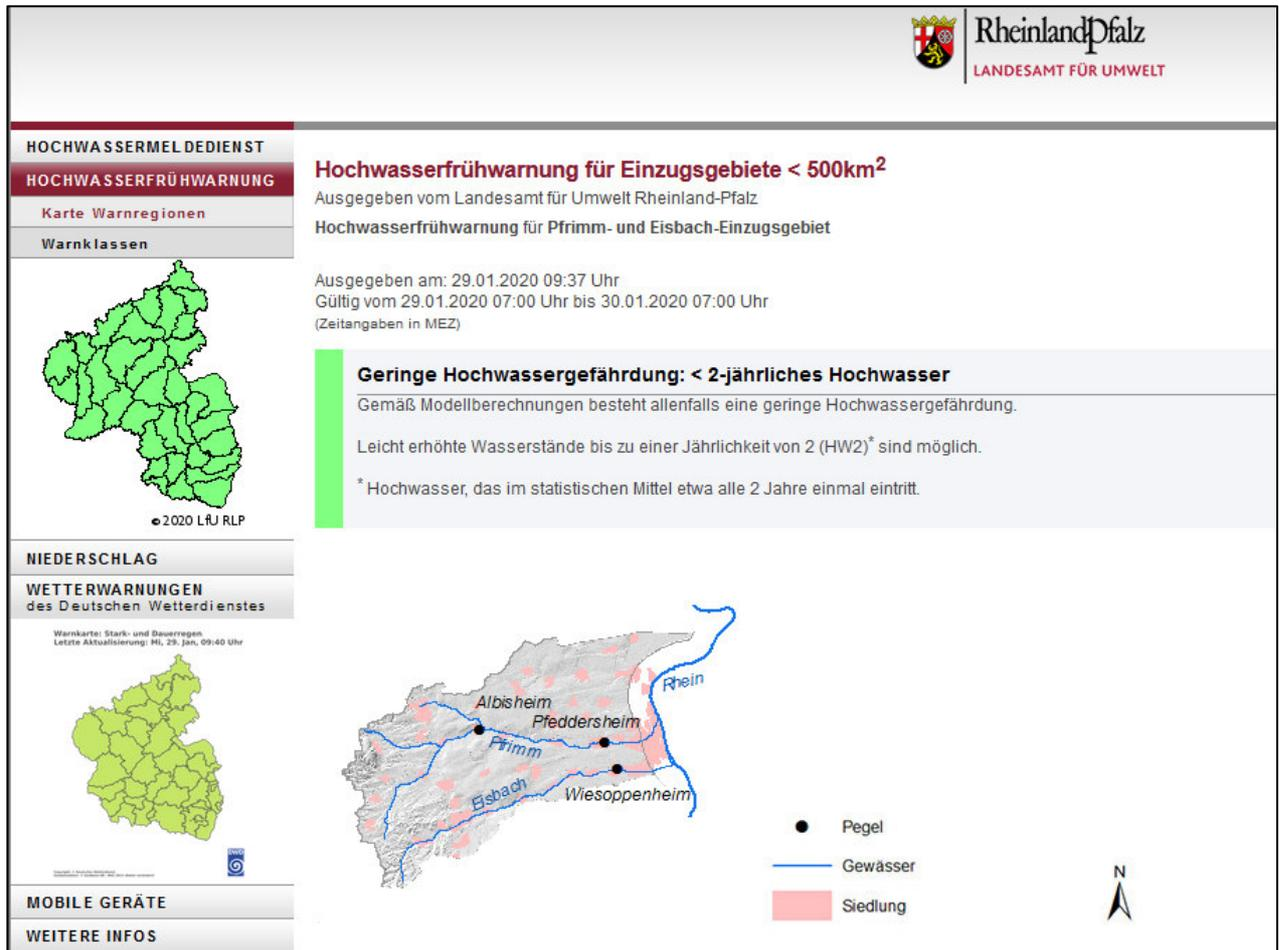 RheinlandPfalz
LANDESAMT FÜR UMWELT
HOCHWASSERMELDEDIENST
HOCHWASSERFRÜHWARNUNG
Karte Warnregionen
Warnklassen
© 2020 LfU RLP
NIEDERSCHLAG
WETTERWARNUNGEN
des Deutschen Wetterdienstes
Warnkarte: Stark- und Dauerregen
Letzte Aktualisierung: Mi, 29. Jan, 09:40 Uhr
DWD
MOBILE GERÄTE
WEITERE INFOS
Hochwasserfrühwarnung für Einzugsgebiete < 500km²
Ausgegeben vom Landesamt für Umwelt Rheinland-Pfalz
Hochwasserfrühwarnung für Pfrimm- und Eisbach-Einzugsgebiet
Ausgegeben am: 29.01.2020 09:37 Uhr
Gültig vom 29.01.2020 07:00 Uhr bis 30.01.2020 07:00 Uhr
(Zeitangaben in MEZ)
Geringe Hochwassergefährdung: < 2-jährliches Hochwasser
Gemäß Modellberechnungen besteht allenfalls eine geringe Hochwassergefährdung.
Leicht erhöhte Wasserstände bis zu einer Jährlichkeit von 2 (HW2)* sind möglich.
* Hochwasser, das im statistischen Mittel etwa alle 2 Jahre einmal eintritt.
Rhein
Albisheim
Pfeddersheim
Pfrimm
Eisbach
Wiesoppenheim
Pegel
Gewässer
Siedlung
N